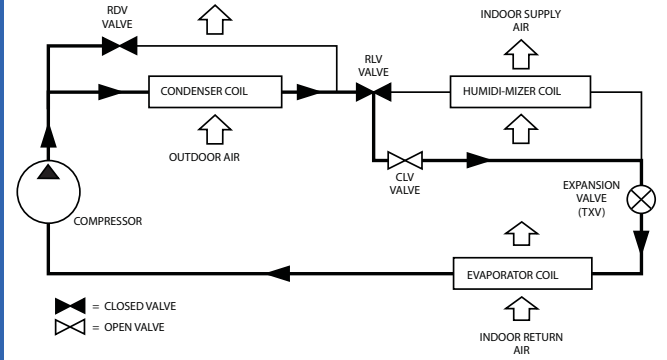 RDV
VALVE
INDOOR SUPPLY
AIR
RLV
VALVE
CONDENSER COIL
HUMIDI-MIZER COIL
OUTDOOR AIR
CLV
VALVE
EXPANSION
VALVE
(TXV)
COMPRESSOR
EVAPORATOR COIL
= CLOSED VALVE
= OPEN VALVE
INDOOR RETURN
AIR